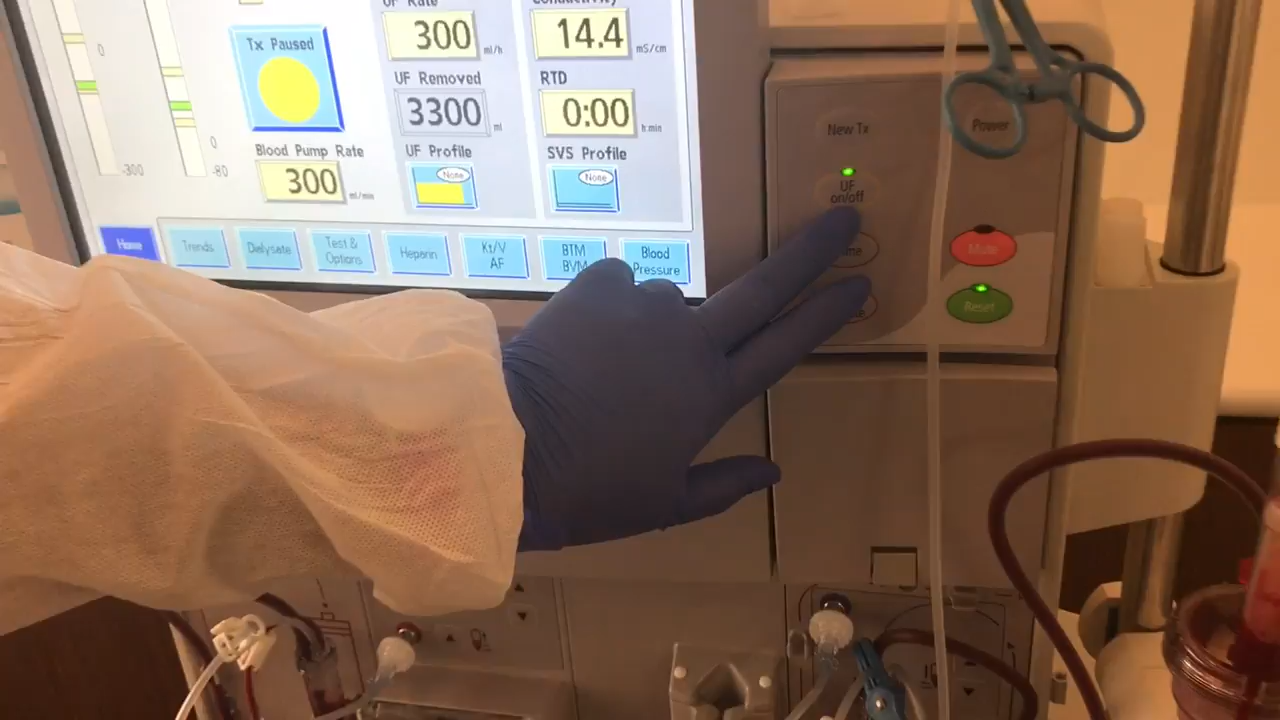 UF Rate
300 ml/h
Conductivity
14.4 mS/cm
0
Tx Paused
UF Removed
3300 ml
RTD
0:00 h:min
-300
0
-80
Blood Pump Rate
300 ml/min
UF Profile
None
SVS Profile
None
Home
Trends
Dialysate
Test &
Options
Heparin
Kt/V
AF
BTM
BVM
Blood
Pressure
New Tx
Power
UF
on/off
Mute
Reset